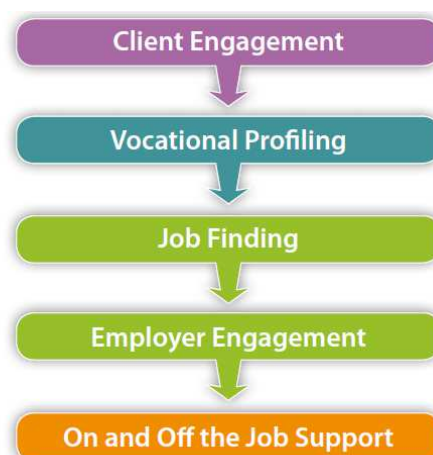 Client Engagement
Vocational Profiling
Job Finding
Employer Engagement
On and Off the Job Support